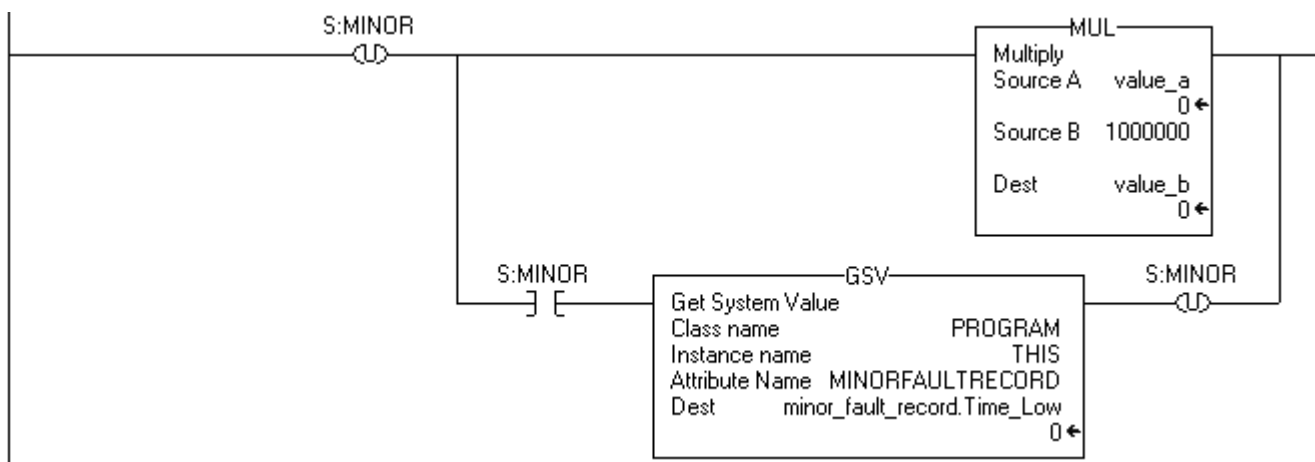 S:MINOR
U
MUL
Multiply
Source A value_a
0
Source B 1000000
Dest value_b
0
S:MINOR
GSV
Get System Value
Class name PROGRAM
Instance name THIS
Attribute Name MINORFAULTRECORD
Dest minor_fault_record.Time_Low
0
S:MINOR
U